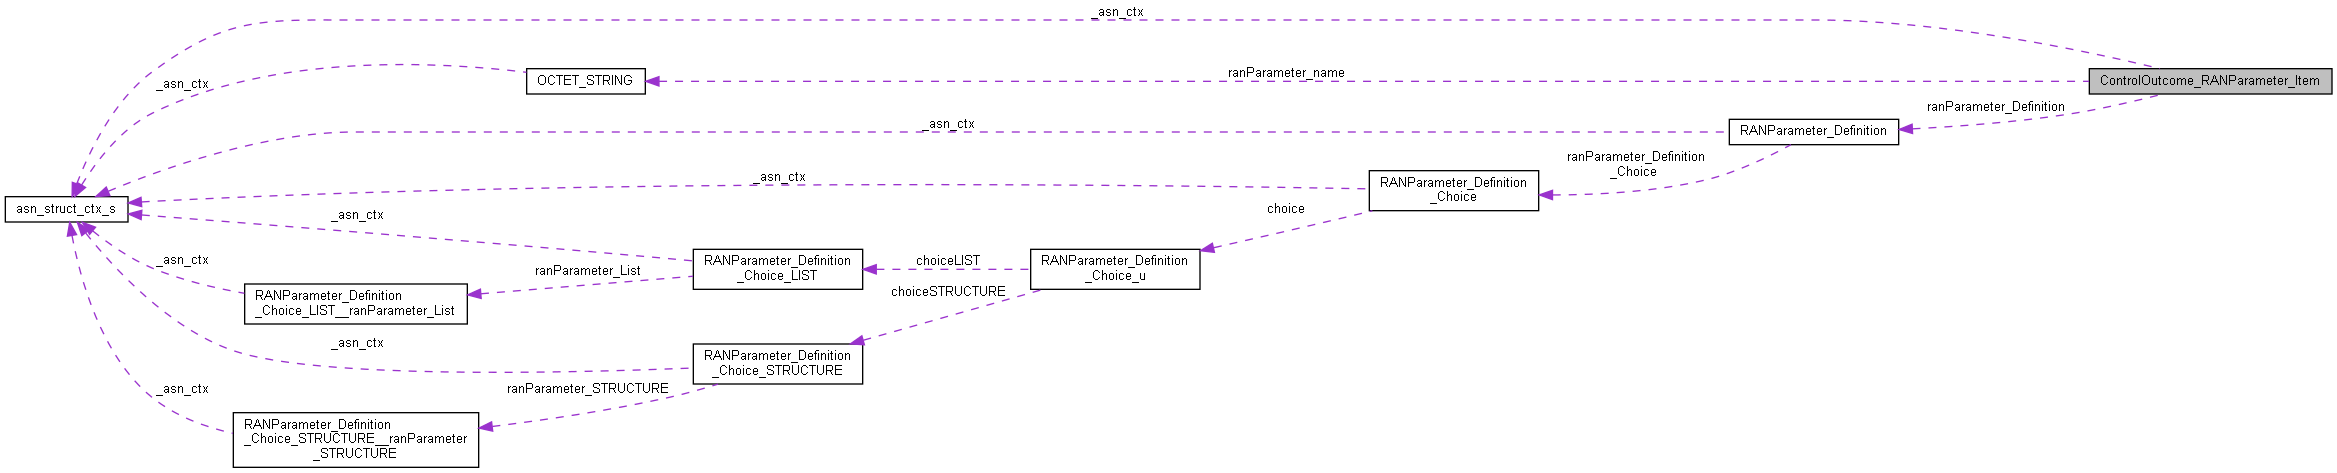 _asn_ctx
OCTET_STRING
ranParameter_name
ControlOutcome_RANParameter_Item
_asn_ctx
ranParameter_Definition
_asn_ctx
RANParameter_Definition
ranParameter_Definition
_Choice
_asn_ctx
RANParameter_Definition
_Choice
asn_struct_ctx_s
_asn_ctx
choice
_asn_ctx
ranParameter_List
RANParameter_Definition
_Choice_LIST
choiceLIST
RANParameter_Definition
_Choice_u
RANParameter_Definition
_Choice_LIST__ranParameter_List
choiceSTRUCTURE
_asn_ctx
RANParameter_Definition
_Choice_STRUCTURE
_asn_ctx
ranParameter_STRUCTURE
RANParameter_Definition
_Choice_STRUCTURE__ranParameter
_STRUCTURE